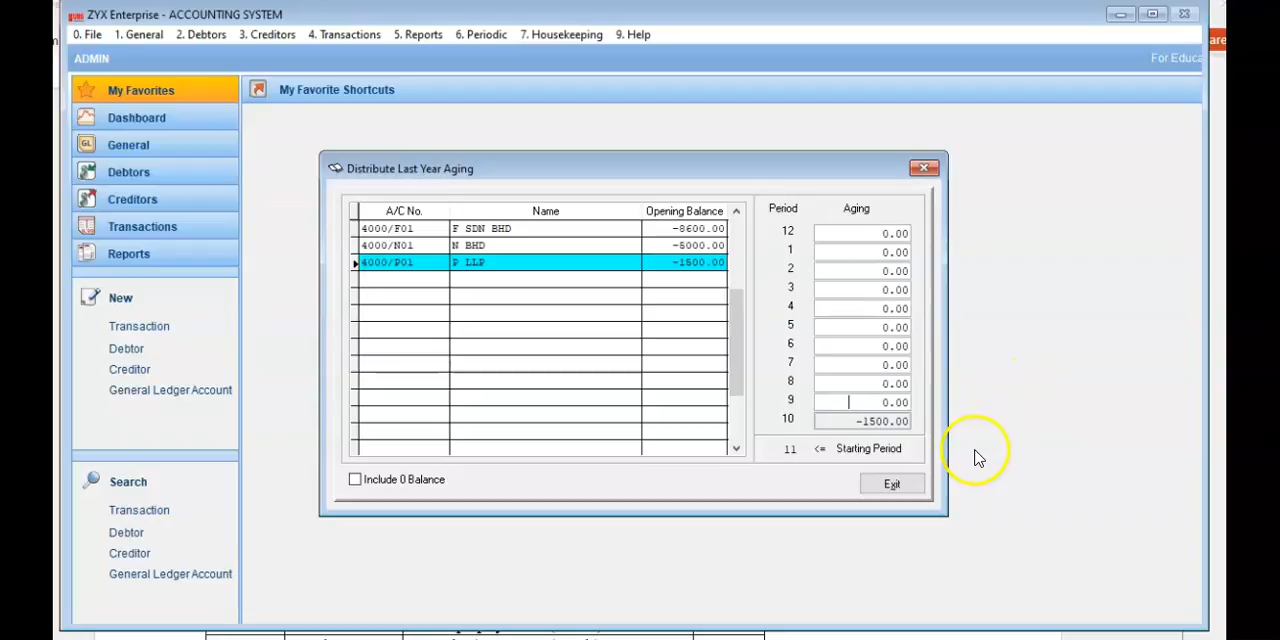 ZYX Enterprise - ACCOUNTING SYSTEM
0. File 1. General 2. Debtors 3. Creditors 4. Transactions 5. Reports 6. Periodic 7. Housekeeping 9. Help
ADMIN
For Educa
My Favorites
Dashboard
General
Debtors
Creditors
Transactions
Reports
New
Transaction
Debtor
Creditor
General Ledger Account
Search
Transaction
Debtor
Creditor
General Ledger Account
My Favorite Shortcuts
Distribute Last Year Aging
A/C No. Name Opening Balance
4000/F01 F SDN BHD -8600.00
4000/N01 N BHD -5000.00
4000/P01 P LLP -1500.00
Period Aging
12 0.00
1 0.00
2 0.00
3 0.00
4 0.00
5 0.00
6 0.00
7 0.00
8 0.00
9 0.00
10 -1500.00
11 <= Starting Period
Include 0 Balance
Exit